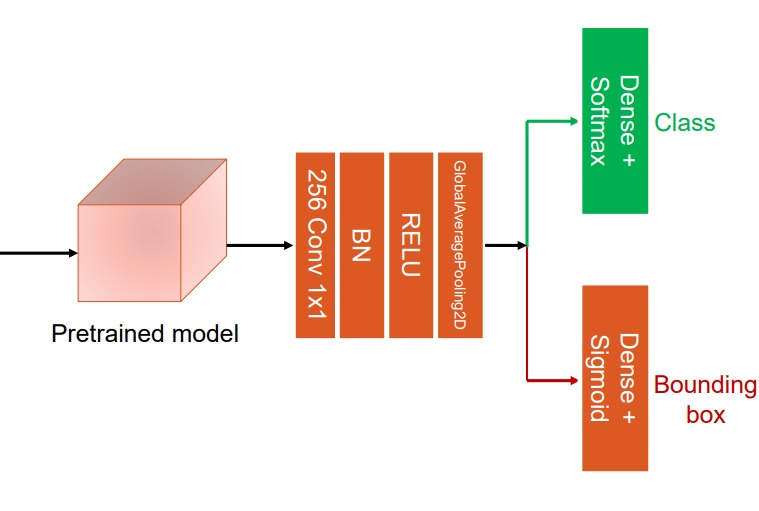 Pretrained model
256 Conv 1x1
BN
RELU
GlobalAveragePooling2D
Dense +
Softmax
Class
Dense +
Sigmoid
Bounding
box